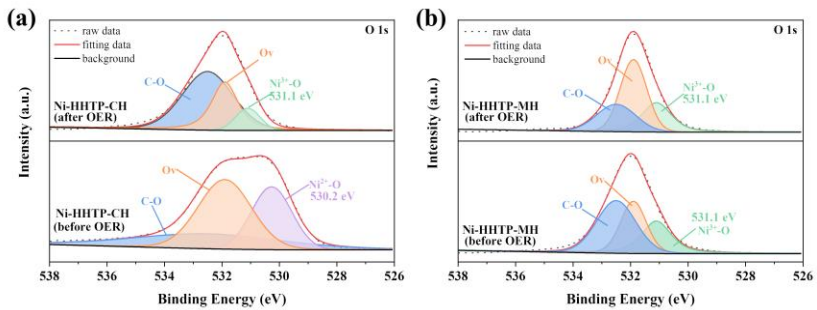 (a)
raw data
fitting data
background
O 1s
Ov
C-O
Ni³⁺-O
531.1 eV
Ni-HHTP-CH
(after OER)
Ov
Ni²⁺-O
530.2 eV
C-O
Ni-HHTP-CH
(before OER)
Intensity (a.u.)
538 536 534 532 530 528 526
Binding Energy (eV)
(b)
raw data
fitting data
background
O 1s
Ov
Ni³⁺-O
531.1 eV
C-O
Ni-HHTP-MH
(after OER)
Ov
C-O
531.1 eV
Ni³⁺-O
Ni-HHTP-MH
(before OER)
Intensity (a.u.)
538 536 534 532 530 528 526
Binding Energy (eV)